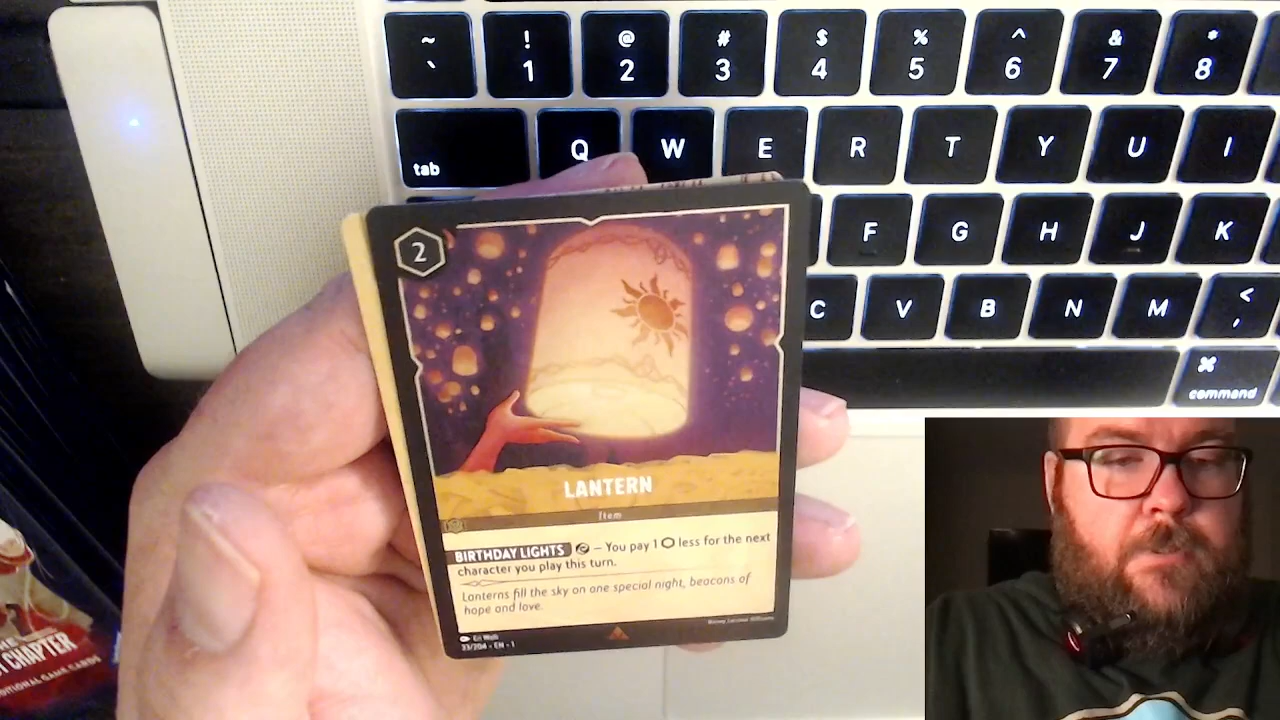 ~ ! @ # $ % ^ & *
` 1 2 3 4 5 6 7 8
tab Q W E R T Y U I
F G H J K
C V B N M < ,
⌘
command
2
LANTERN
Item
BIRTHDAY LIGHTS – You pay 1 less for the next
character you play this turn.
Lanterns fill the sky on one special night, beacons of
hope and love.
33/204 • EN • 1
CHAPTER
GAME CARDS